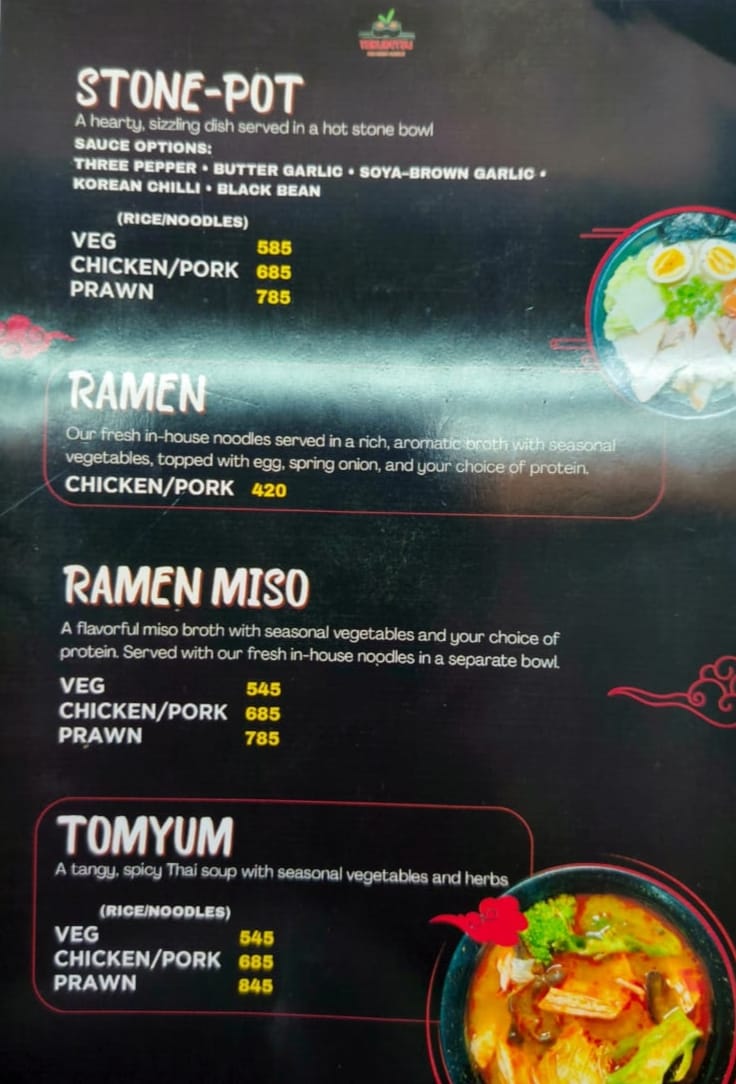 STONE-POT
A hearty, sizzling dish served in a hot stone bowl
SAUCE OPTIONS:
THREE PEPPER • BUTTER GARLIC • SOYA-BROWN GARLIC •
KOREAN CHILLI • BLACK BEAN
(RICE/NOODLES)
VEG 585
CHICKEN/PORK 685
PRAWN 785
RAMEN
Our fresh in-house noodles served in a rich, aromatic broth with seasonal
vegetables, topped with egg, spring onion, and your choice of protein.
CHICKEN/PORK 420
RAMEN MISO
A flavorful miso broth with seasonal vegetables and your choice of
protein. Served with our fresh in-house noodles in a separate bowl.
VEG 545
CHICKEN/PORK 685
PRAWN 785
TOMYUM
A tangy, spicy Thai soup with seasonal vegetables and herbs
(RICE/NOODLES)
VEG 545
CHICKEN/PORK 685
PRAWN 845